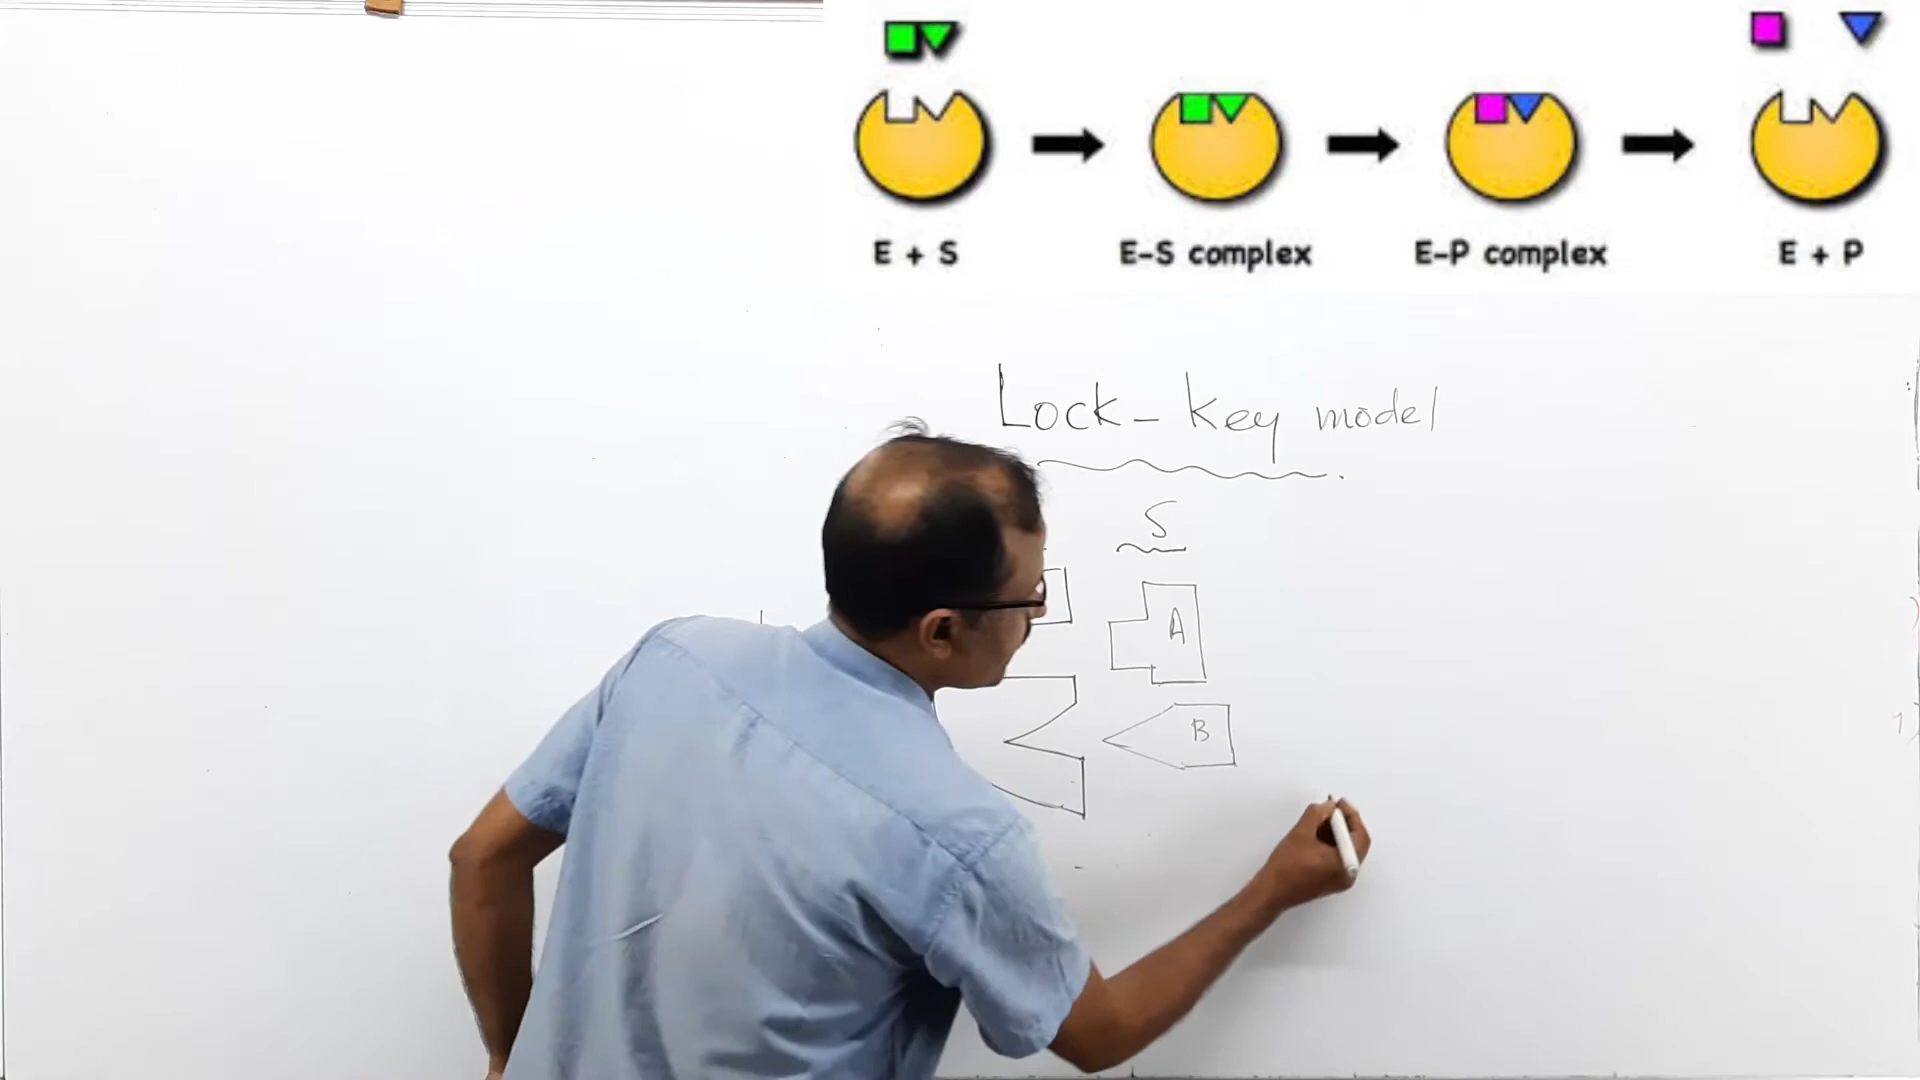 E + S
E-S complex
E-P complex
E + P
Lock - Key model
S
A
B